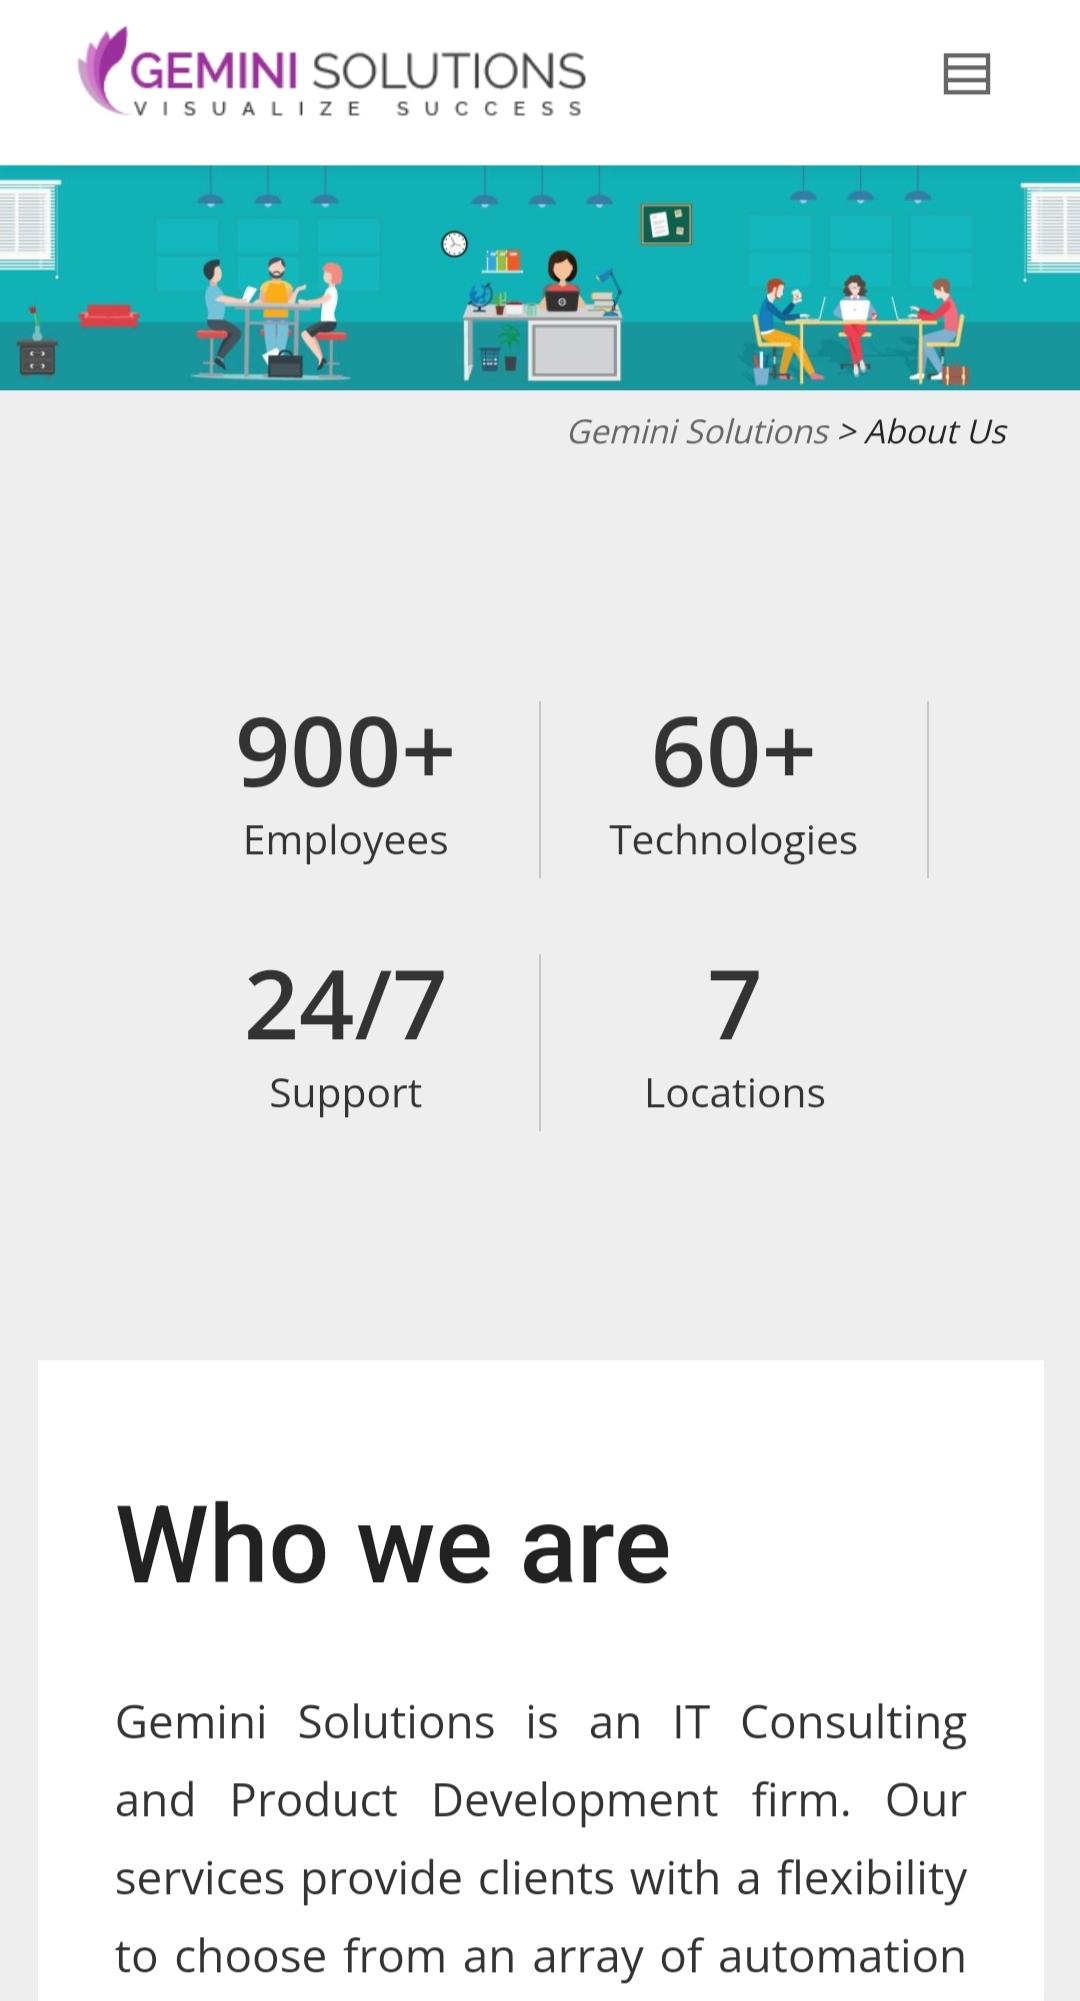 GEMINI SOLUTIONS
VISUALIZE SUCCESS
Gemini Solutions > About Us
900+
Employees
60+
Technologies
24/7
Support
7
Locations
Who we are
Gemini Solutions is an IT Consulting
and Product Development firm. Our
services provide clients with a flexibility
to choose from an array of automation